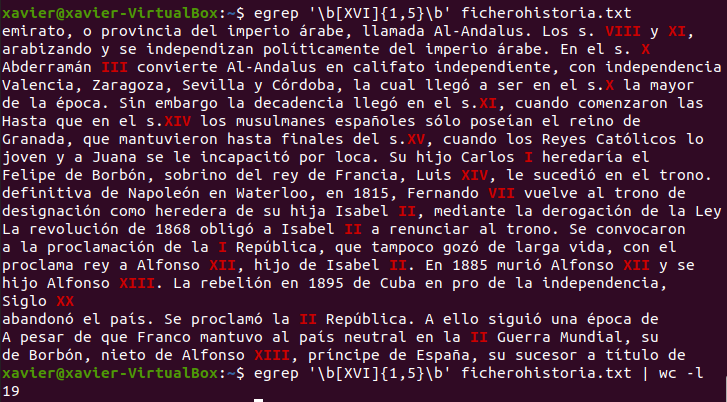 xavier@xavier-VirtualBox:~$ egrep '\b[XVI]{1,5}\b' ficherohistoria.txt
emirato, o provincia del imperio árabe, llamada Al-Andalus. Los s. VIII y XI,
arabizando y se independizan políticamente del imperio árabe. En el s. X
Abderramán III convierte Al-Andalus en califato independiente, con independencia
Valencia, Zaragoza, Sevilla y Córdoba, la cual llegó a ser en el s.X la mayor
de la época. Sin embargo la decadencia llegó en el s.XI, cuando comenzaron las
Hasta que en el s.XIV los musulmanes españoles sólo poseían el reino de
Granada, que mantuvieron hasta finales del s.XV, cuando los Reyes Católicos lo
joven y a Juana se le incapacitó por loca. Su hijo Carlos I heredaría el
Felipe de Borbón, sobrino del rey de Francia, Luis XIV, le sucedió en el trono.
definitiva de Napoleón en Waterloo, en 1815, Fernando VII vuelve al trono de
designación como heredera de su hija Isabel II, mediante la derogación de la Ley
La revolución de 1868 obligó a Isabel II a renunciar al trono. Se convocaron
a la proclamación de la I República, que tampoco gozó de larga vida, con el
proclama rey a Alfonso XII, hijo de Isabel II. En 1885 murió Alfonso XII y se
hijo Alfonso XIII. La rebelión en 1895 de Cuba en pro de la independencia,
Siglo XX
abandonó el país. Se proclamó la II República. A ello siguió una época de
A pesar de que Franco mantuvo al país neutral en la II Guerra Mundial, su
de Borbón, nieto de Alfonso XIII, príncipe de España, su sucesor a título de
xavier@xavier-VirtualBox:~$ egrep '\b[XVI]{1,5}\b' ficherohistoria.txt | wc -l
19